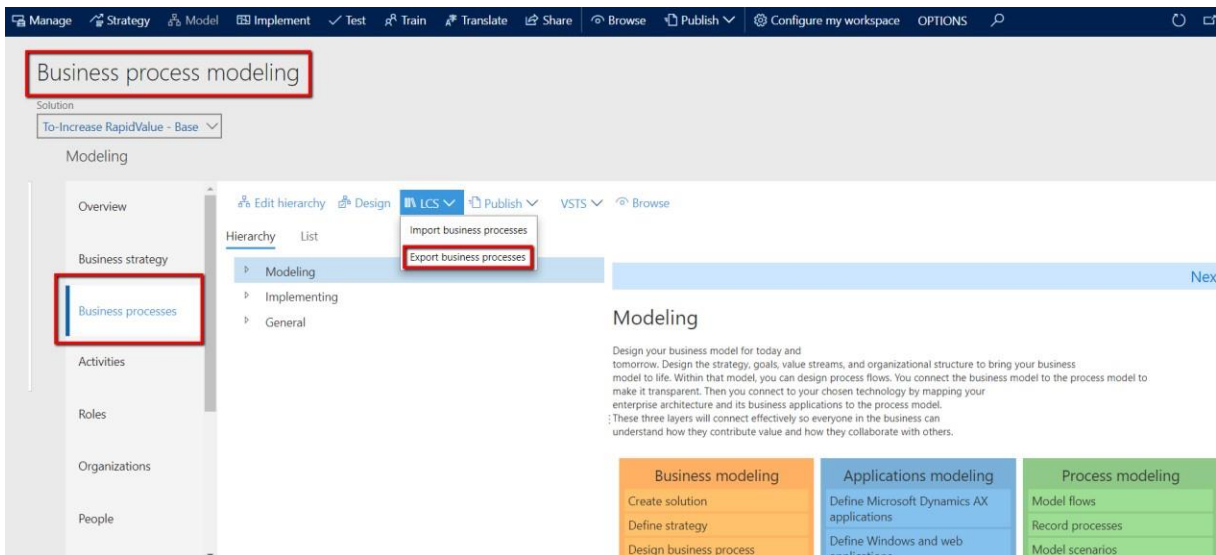 Manage Strategy Model Implement Test Train Translate Share Browse Publish Configure my workspace OPTIONS
Business process modeling
Solution
To-Increase RapidValue - Base
Modeling
Overview
Business strategy
Business processes
Activities
Roles
Organizations
People
Edit hierarchy Design LCS Publish VSTS Browse
Import business processes
Export business processes
Hierarchy List
Modeling
Implementing
General
Nex
Modeling
Design your business model for today and
tomorrow. Design the strategy, goals, value streams, and organizational structure to bring your business
model to life. Within that model, you can design process flows. You connect the business model to the process model to
make it transparent. Then you connect to your chosen technology by mapping your
enterprise architecture and its business applications to the process model.
These three layers will connect effectively so everyone in the business can
understand how they contribute value and how they collaborate with others.
Business modeling
Create solution
Define strategy
Design business process
Applications modeling
Define Microsoft Dynamics AX
applications
Define Windows and web
applications
Process modeling
Model flows
Record processes
Model scenarios